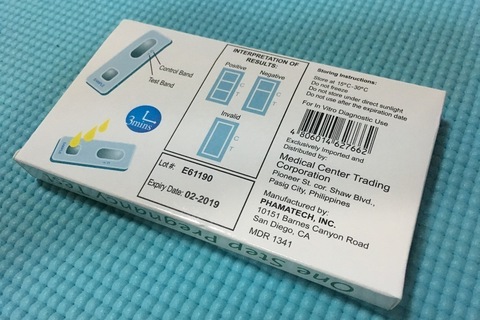 Control Band
Test Band
3mins
INTERPRETATION OF
RESULTS:
Positive
Negative
C
T
C
T
Invalid
C
T
Lot #: E61190
Expiry Date: 02-2019
Storing Instructions:
Store at 15°C-30°C
Do not freeze
Do not store under direct sunlight
Do not use after the expiration date
For In Vitro Diagnostic Use
4 806014 627662
Exclusively Imported and
Distributed by:
Medical Center Trading
Corporation
Pioneer St. cor. Shaw Blvd.,
Pasig City, Philippines
Manufactured by:
PHAMATECH, INC.
10151 Barnes Canyon Road
San Diego, CA
MDR 1341
One Step Pregnancy Test